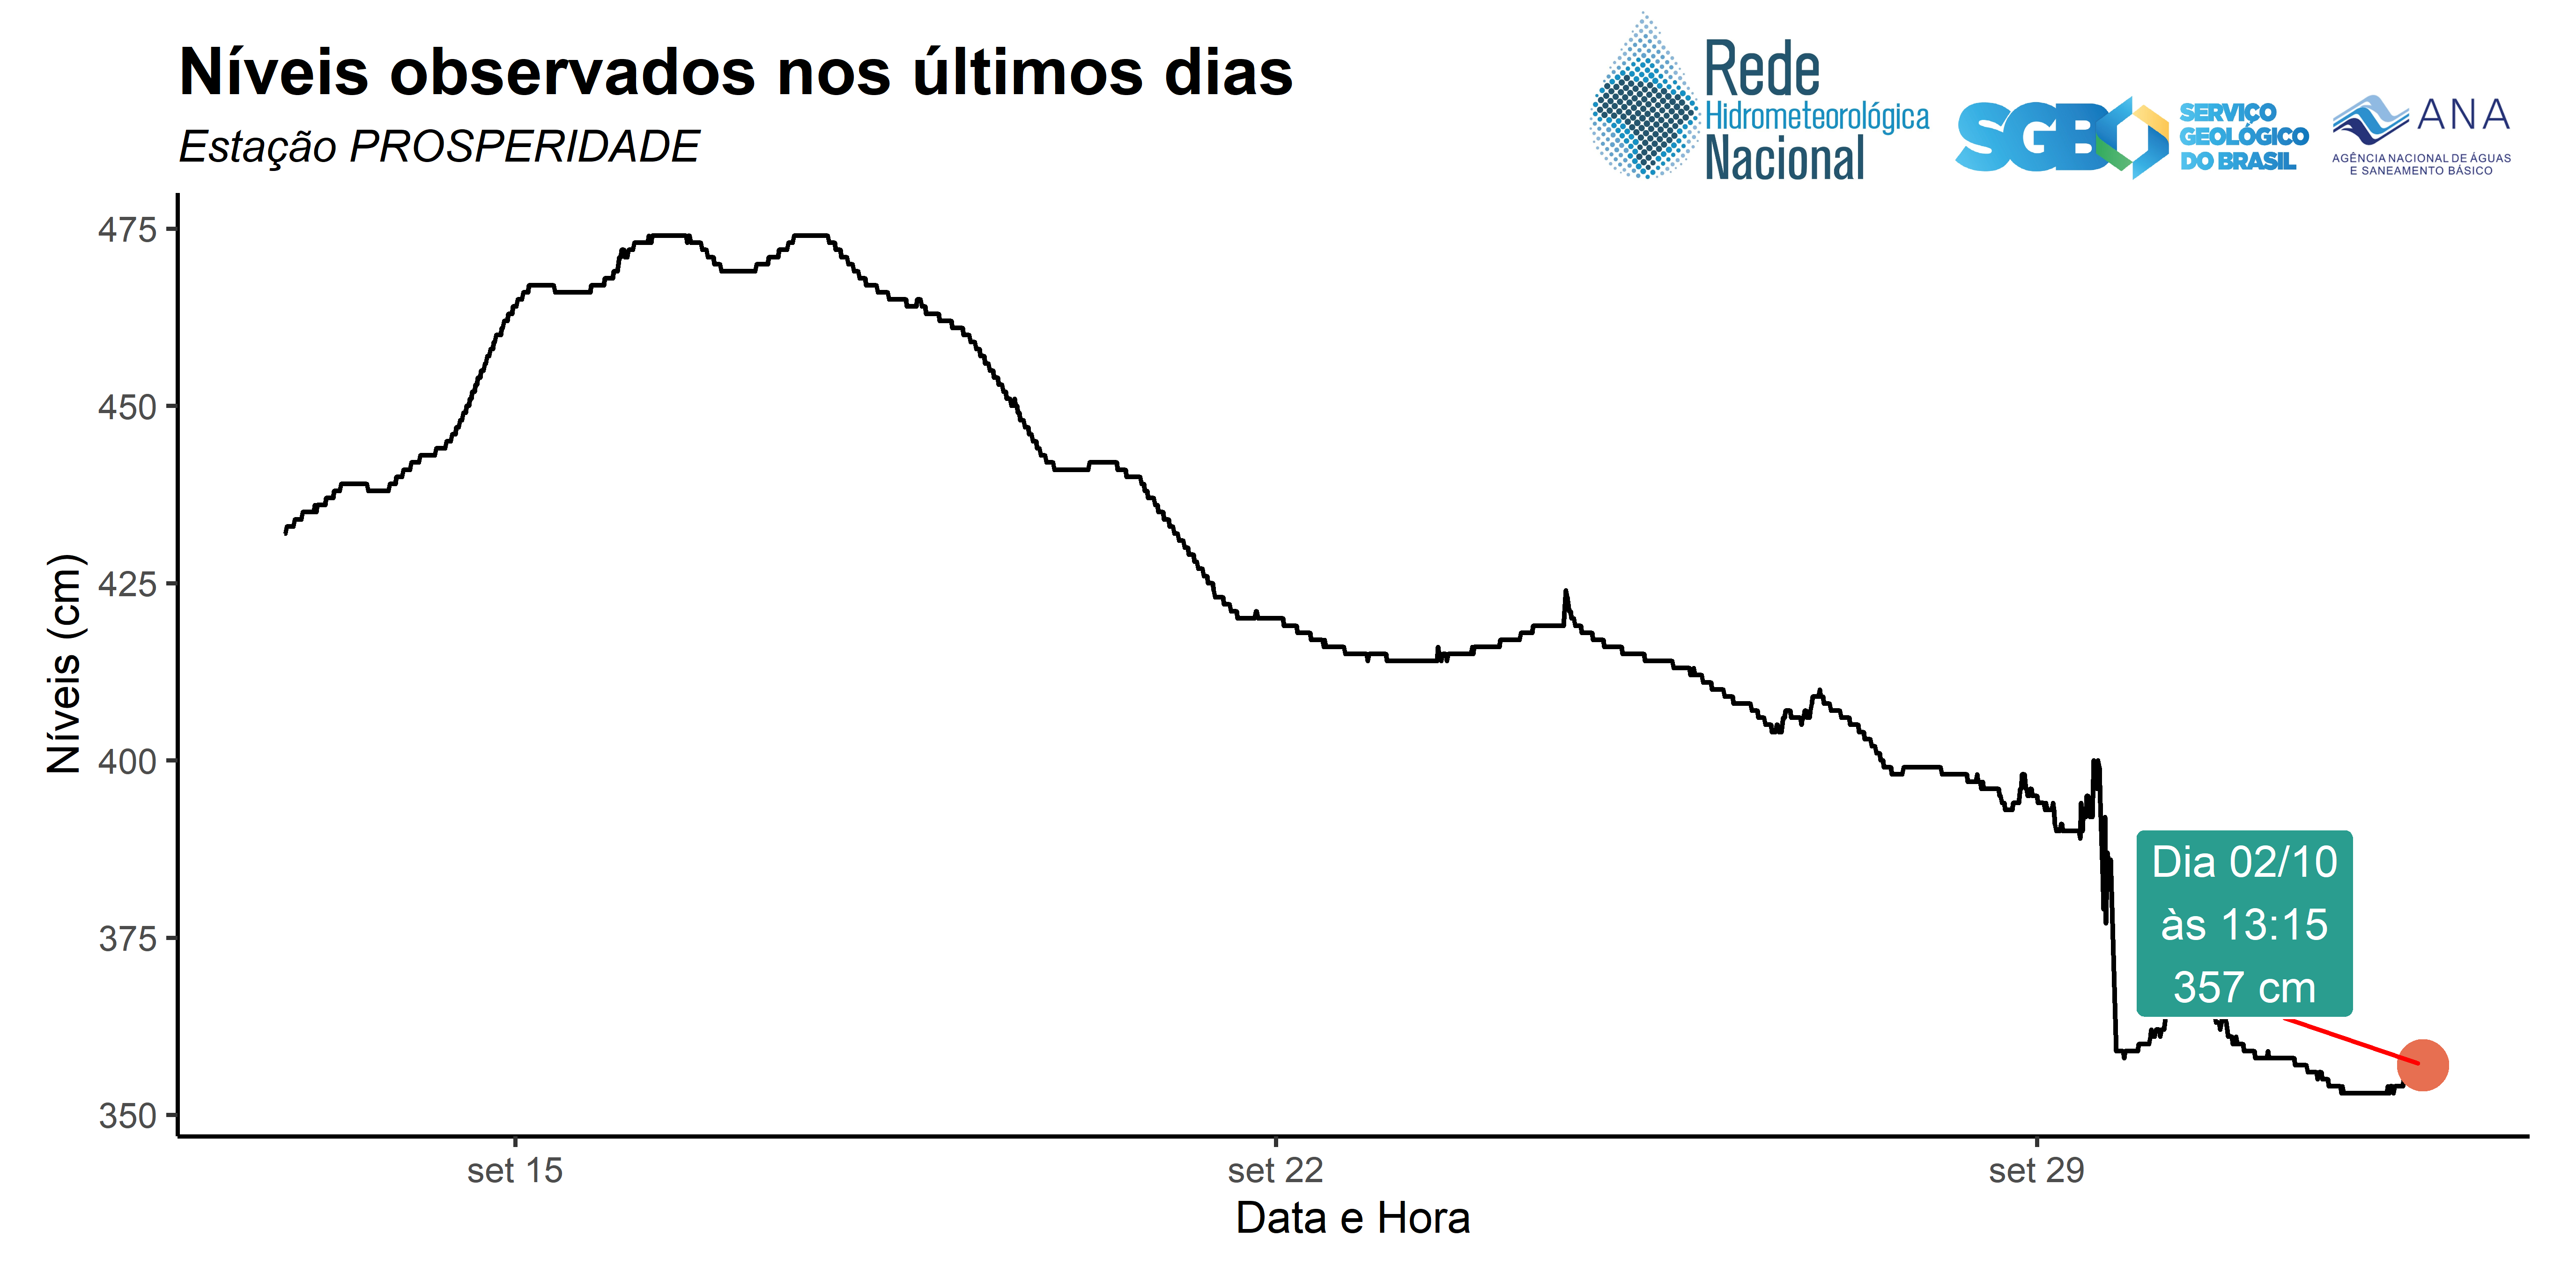 Níveis observados nos últimos dias
Estação PROSPERIDADE
Rede
Hidrometeorológica
Nacional
SGB
SERVIÇO
GEOLÓGICO
DO BRASIL
ANA
AGÊNCIA NACIONAL DE ÁGUAS
E SANEAMENTO BÁSICO
Níveis (cm)
475
450
425
400
375
350
Dia 02/10
às 13:15
357 cm
set 15
set 22
set 29
Data e Hora